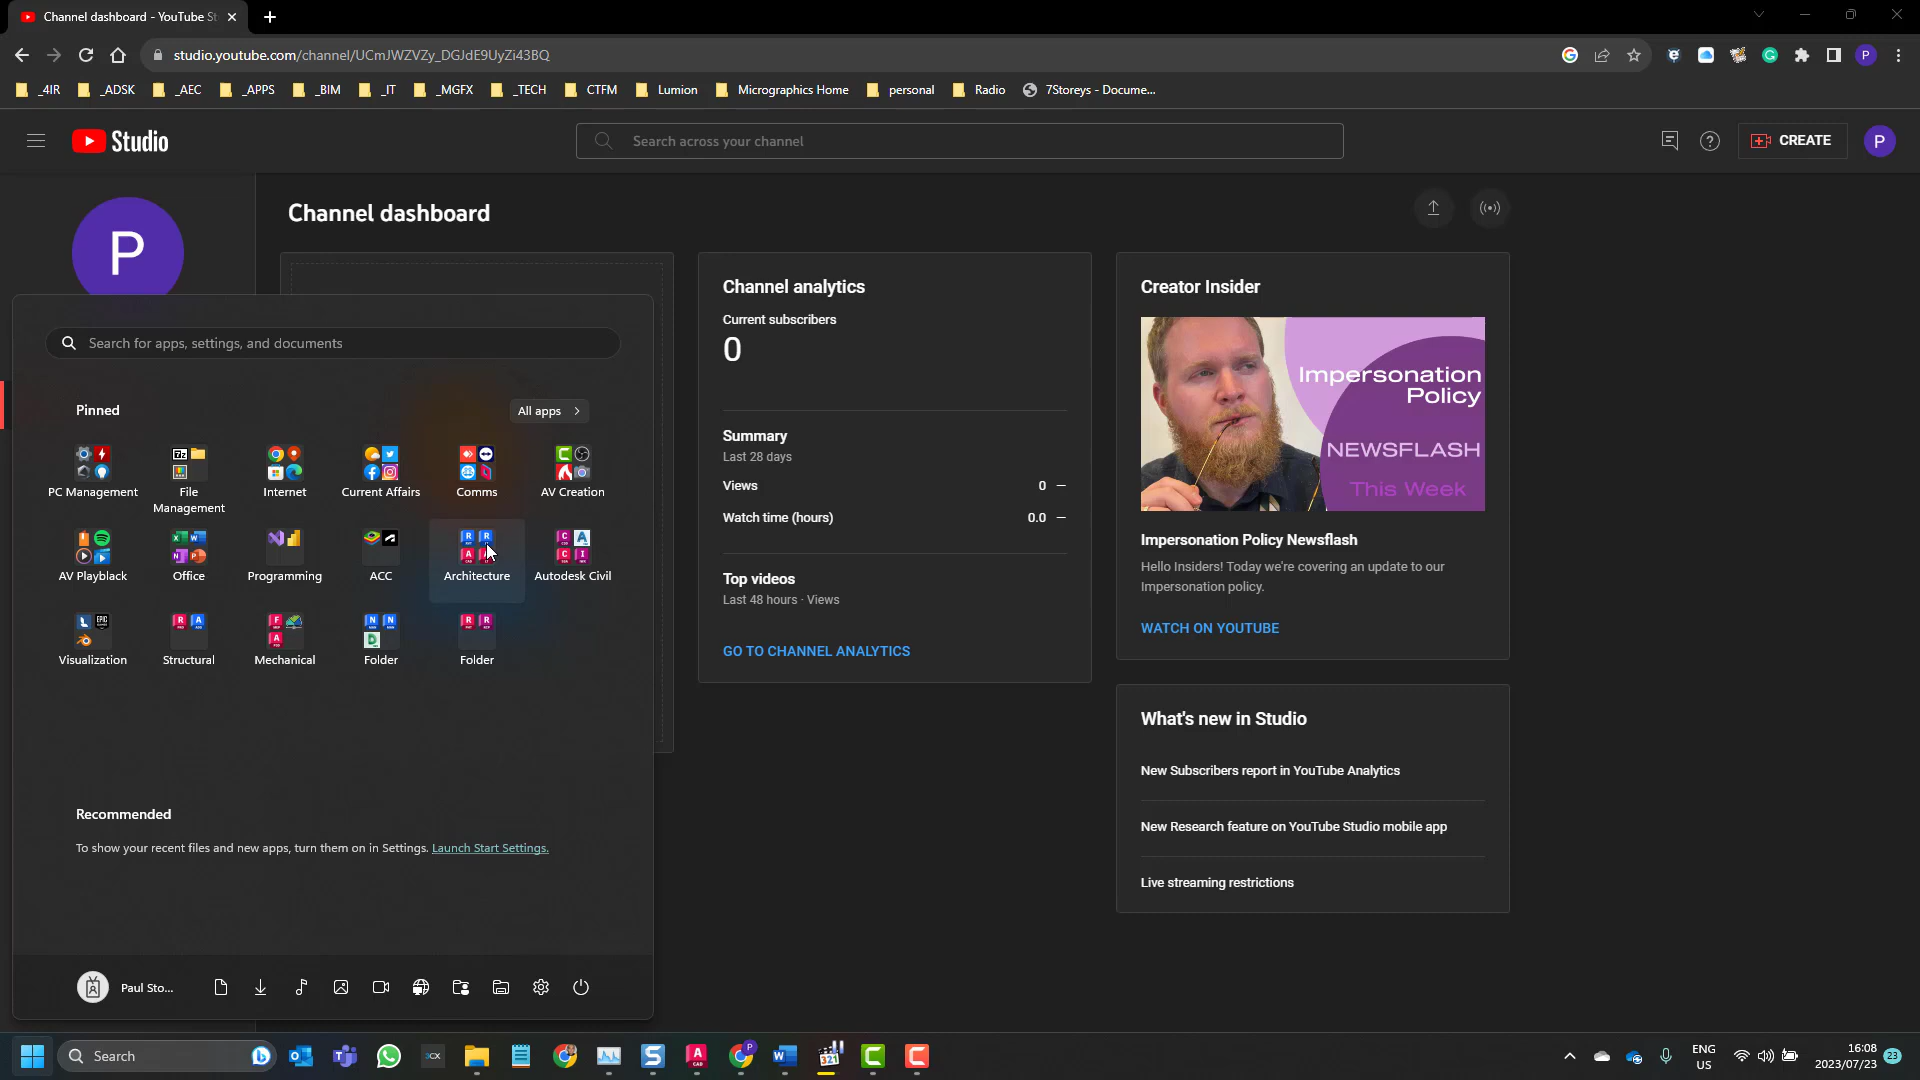 Channel dashboard - YouTube St
studio.youtube.com/channel/UCmJWZVZy_DGJdE9UyZi43BQ
P
_4IR
_ADSK
_AEC
_APPS
_BIM
_IT
_MGFX
_TECH
CTFM
Lumion
Micrographics Home
personal
Radio
7Storeys - Docume...
Studio
Search across your channel
CREATE
P
P
Channel dashboard
Channel analytics
Current subscribers
0
Summary
Last 28 days
Views
0 —
Watch time (hours)
0.0 —
Top videos
Last 48 hours · Views
GO TO CHANNEL ANALYTICS
Creator Insider
Impersonation
Policy
NEWSFLASH
This Week
Impersonation Policy Newsflash
Hello Insiders! Today we're covering an update to our
Impersonation policy.
WATCH ON YOUTUBE
What's new in Studio
New Subscribers report in YouTube Analytics
New Research feature on YouTube Studio mobile app
Live streaming restrictions
Search for apps, settings, and documents
Pinned
All apps
PC Management
File
Management
Internet
Current Affairs
Comms
AV Creation
AV Playback
Office
Programming
ACC
Architecture
Autodesk Civil
Visualization
Structural
Mechanical
Folder
Folder
Recommended
To show your recent files and new apps, turn them on in Settings. Launch Start Settings.
Paul Sto...
Search
3CX
321
ENG
US
16:08
2023/07/23
23